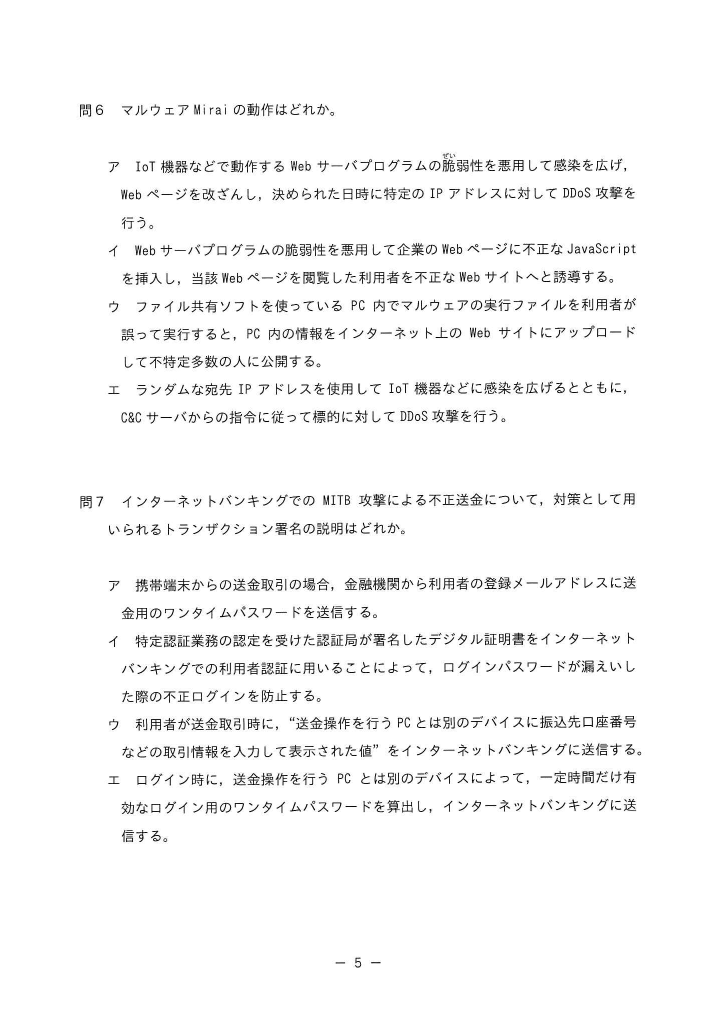 問６　マルウェア Mirai の動作はどれか。
ア　IoT 機器などで動作する Web サーバプログラムの脆弱性を悪用して感染を広げ，
Web ページを改ざんし，決められた日時に特定の IP アドレスに対して DDoS 攻撃を
行う。
イ　Web サーバプログラムの脆弱性を悪用して企業の Web ページに不正な JavaScript
を挿入し，当該 Web ページを閲覧した利用者を不正な Web サイトへと誘導する。
ウ　ファイル共有ソフトを使っている PC 内でマルウェアの実行ファイルを利用者が
誤って実行すると，PC 内の情報をインターネット上の Web サイトにアップロード
して不特定多数の人に公開する。
エ　ランダムな宛先 IP アドレスを使用して IoT 機器などに感染を広げるとともに，
C&C サーバからの指令に従って標的に対して DDoS 攻撃を行う。
問７　インターネットバンキングでの MITB 攻撃による不正送金について，対策として用
いられるトランザクション署名の説明はどれか。
ア　携帯端末からの送金取引の場合，金融機関から利用者の登録メールアドレスに送
金用のワンタイムパスワードを送信する。
イ　特定認証業務の認定を受けた認証局が署名したデジタル証明書をインターネット
バンキングでの利用者認証に用いることによって，ログインパスワードが漏えいし
た際の不正ログインを防止する。
ウ　利用者が送金取引時に，“送金操作を行う PC とは別のデバイスに振込先口座番号
などの取引情報を入力して表示された値”をインターネットバンキングに送信する。
エ　ログイン時に，送金操作を行う PC とは別のデバイスによって，一定時間だけ有
効なログイン用のワンタイムパスワードを算出し，インターネットバンキングに送
信する。
－ 5 －